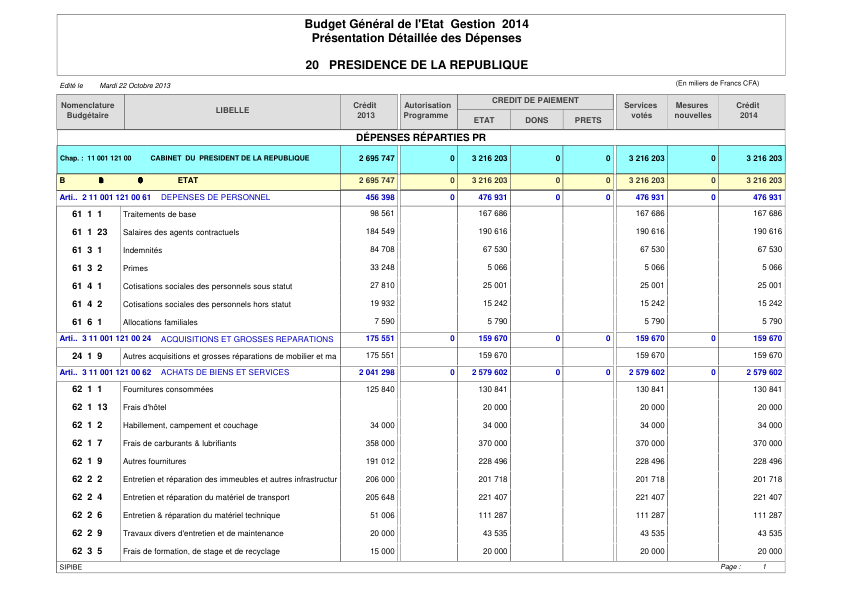 Budget Général de l'Etat Gestion 2014
Présentation Détaillée des Dépenses
20 PRESIDENCE DE LA REPUBLIQUE
Edité le Mardi 22 Octobre 2013 (En miliers de Francs CFA)
Nomenclature Budgétaire LIBELLE Crédit 2013 Autorisation Programme CREDIT DE PAIEMENT ETAT DONS PRETS Services votés Mesures nouvelles Crédit 2014
DÉPENSES RÉPARTIES PR
Chap. : 11 001 121 00 CABINET DU PRESIDENT DE LA REPUBLIQUE 2 695 747 0 3 216 203 0 0 3 216 203 0 3 216 203
B ETAT 2 695 747 0 3 216 203 0 0 3 216 203 0 3 216 203
Arti.. 2 11 001 121 00 61 DEPENSES DE PERSONNEL 456 398 0 476 931 0 0 476 931 0 476 931
61 1 1 Traitements de base 98 561 167 686 167 686 167 686
61 1 23 Salaires des agents contractuels 184 549 190 616 190 616 190 616
61 3 1 Indemnités 84 708 67 530 67 530 67 530
61 3 2 Primes 33 248 5 066 5 066 5 066
61 4 1 Cotisations sociales des personnels sous statut 27 810 25 001 25 001 25 001
61 4 2 Cotisations sociales des personnels hors statut 19 932 15 242 15 242 15 242
61 6 1 Allocations familiales 7 590 5 790 5 790 5 790
Arti.. 3 11 001 121 00 24 ACQUISITIONS ET GROSSES REPARATIONS 175 551 0 159 670 0 0 159 670 0 159 670
24 1 9 Autres acquisitions et grosses réparations de mobilier et ma 175 551 159 670 159 670 159 670
Arti.. 3 11 001 121 00 62 ACHATS DE BIENS ET SERVICES 2 041 298 0 2 579 602 0 0 2 579 602 0 2 579 602
62 1 1 Fournitures consommées 125 840 130 841 130 841 130 841
62 1 13 Frais d'hôtel 20 000 20 000 20 000
62 1 2 Habillement, campement et couchage 34 000 34 000 34 000 34 000
62 1 7 Frais de carburants & lubrifiants 358 000 370 000 370 000 370 000
62 1 9 Autres fournitures 191 012 228 496 228 496 228 496
62 2 2 Entretien et réparation des immeubles et autres infrastructur 206 000 201 718 201 718 201 718
62 2 4 Entretien et réparation du matériel de transport 205 648 221 407 221 407 221 407
62 2 6 Entretien & réparation du matériel technique 51 006 111 287 111 287 111 287
62 2 9 Travaux divers d'entretien et de maintenance 20 000 43 535 43 535 43 535
62 3 5 Frais de formation, de stage et de recyclage 15 000 20 000 20 000 20 000
SIPIBE Page : 1